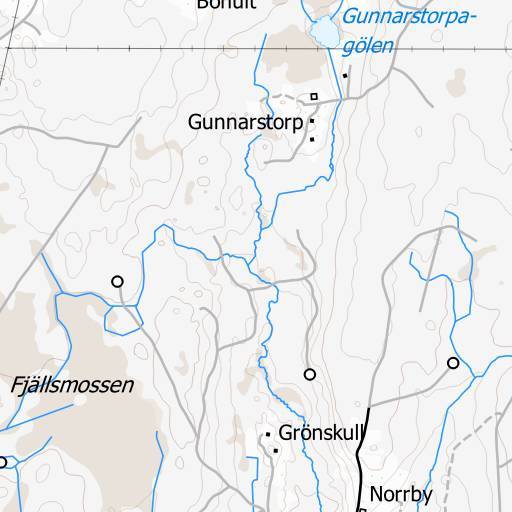 Bohult
Gunnarstorpa-
gölen
Gunnarstorp
Fjällsmossen
Grönskull
Norrby